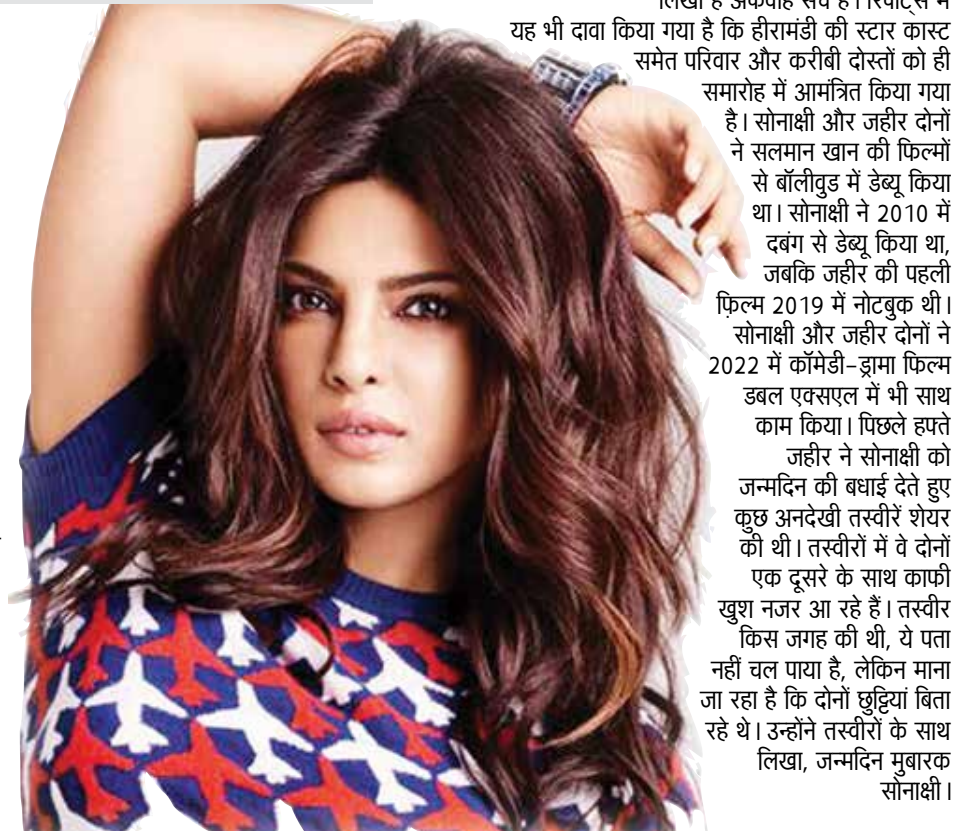 लिखा है अफवाह सच है। रिपोर्ट्स में
यह भी दावा किया गया है कि हीरामंडी की स्टार कास्ट
समेत परिवार और करीबी दोस्तों को ही
समारोह में आमंत्रित किया गया
है। सोनाक्षी और जहीर दोनों
ने सलमान खान की फिल्मों
से बॉलीवुड में डेब्यू किया
था। सोनाक्षी ने 2010 में
दबंग से डेब्यू किया था,
जबकि जहीर की पहली
फ़िल्म 2019 में नोटबुक थी।
सोनाक्षी और जहीर दोनों ने
2022 में कॉमेडी-ड्रामा फिल्म
डबल एक्सएल में भी साथ
काम किया। पिछले हफ्ते
जहीर ने सोनाक्षी को
जन्मदिन की बधाई देते हुए
कुछ अनदेखी तस्वीरें शेयर
की थी। तस्वीरों में वे दोनों
एक दूसरे के साथ काफी
खुश नजर आ रहे हैं। तस्वीर
किस जगह की थी, ये पता
नहीं चल पाया है, लेकिन माना
जा रहा है कि दोनों छुट्टियां बिता
रहे थे। उन्होंने तस्वीरों के साथ
लिखा, जन्मदिन मुबारक
सोनाक्षी।